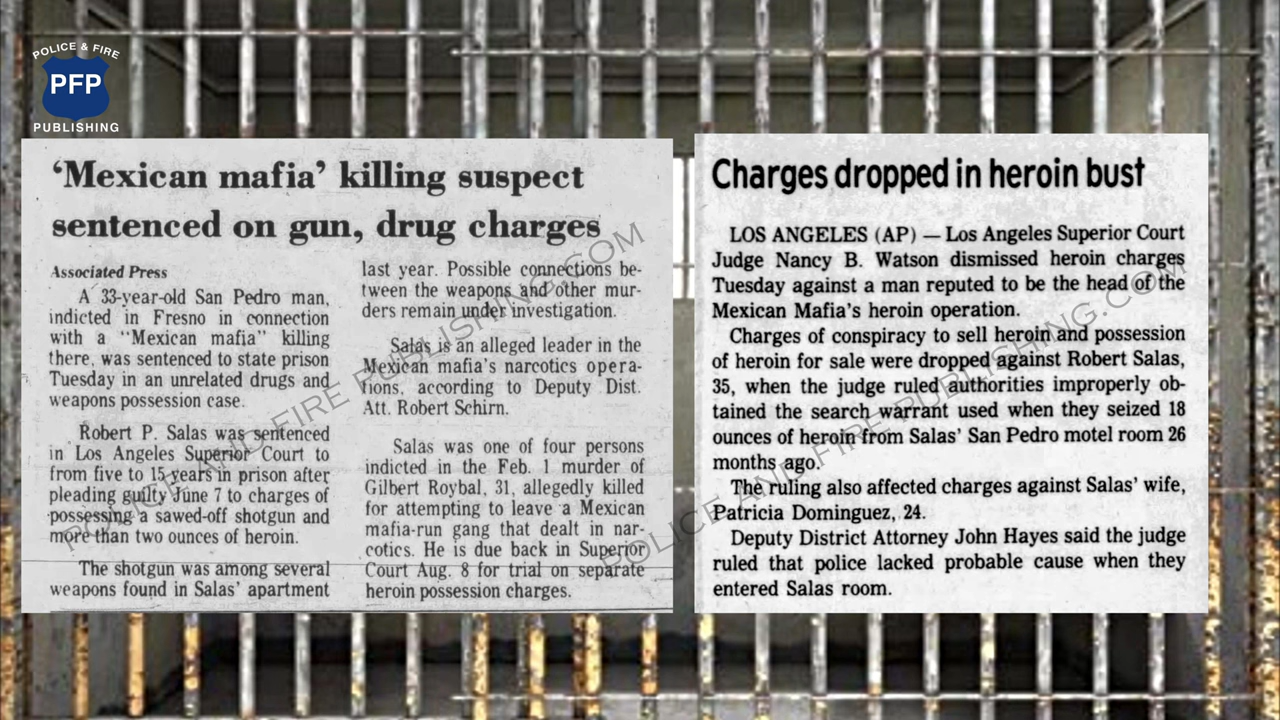 POLICE & FIRE
PFP
PUBLISHING
‘Mexican mafia’ killing suspect
sentenced on gun, drug charges
Associated Press
A 33-year-old San Pedro man,
indicted in Fresno in connection
with a "Mexican mafia" killing
there, was sentenced to state prison
Tuesday in an unrelated drugs and
weapons possession case.
Robert P. Salas was sentenced
in Los Angeles Superior Court to
from five to 15 years in prison after
pleading guilty June 7 to charges of
possessing a sawed-off shotgun and
more than two ounces of heroin.
The shotgun was among several
weapons found in Salas' apartment
last year. Possible connections be-
tween the weapons and other mur-
ders remain under investigation.
Salas is an alleged leader in the
Mexican mafia's narcotics opera-
tions, according to Deputy Dist.
Att. Robert Schirn.
Salas was one of four persons
indicted in the Feb. 1 murder of
Gilbert Roybal, 31, allegedly killed
for attempting to leave a Mexican
mafia-run gang that dealt in nar-
cotics. He is due back in Superior
Court Aug. 8 for trial on separate
heroin possession charges.
POLICE AND FIRE PUBLISHING.COM
Charges dropped in heroin bust
LOS ANGELES (AP) — Los Angeles Superior Court
Judge Nancy B. Watson dismissed heroin charges
Tuesday against a man reputed to be the head of the
Mexican Mafia's heroin operation.
Charges of conspiracy to sell heroin and possession
of heroin for sale were dropped against Robert Salas,
35, when the judge ruled authorities improperly ob-
tained the search warrant used when they seized 18
ounces of heroin from Salas' San Pedro motel room 26
months ago.
The ruling also affected charges against Salas' wife,
Patricia Dominguez, 24.
Deputy District Attorney John Hayes said the judge
ruled that police lacked probable cause when they
entered Salas room.
POLICE AND FIRE PUBLISHING.COM